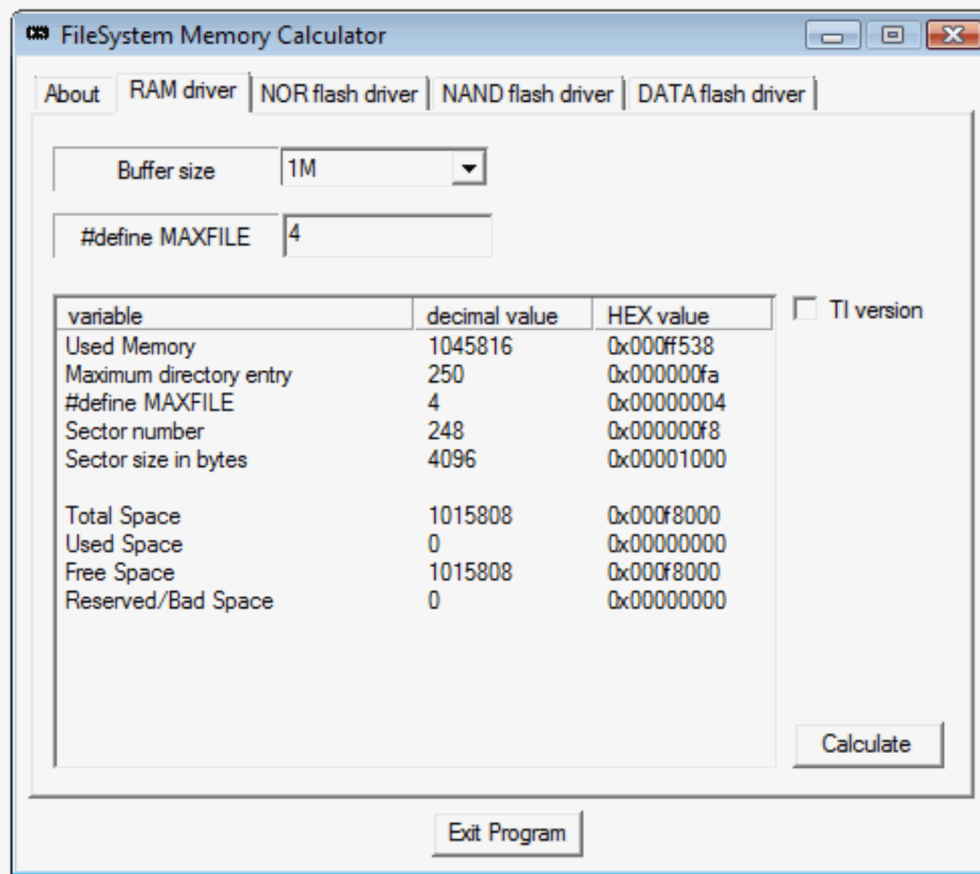 FileSystem Memory Calculator
About RAM driver NOR flash driver NAND flash driver DATA flash driver
Buffer size 1M
#define MAXFILE 4
variable decimal value HEX value TI version
Used Memory 1045816 0x000ff538
Maximum directory entry 250 0x000000fa
#define MAXFILE 4 0x00000004
Sector number 248 0x000000f8
Sector size in bytes 4096 0x00001000
Total Space 1015808 0x000f8000
Used Space 0 0x00000000
Free Space 1015808 0x000f8000
Reserved/Bad Space 0 0x00000000
Calculate
Exit Program